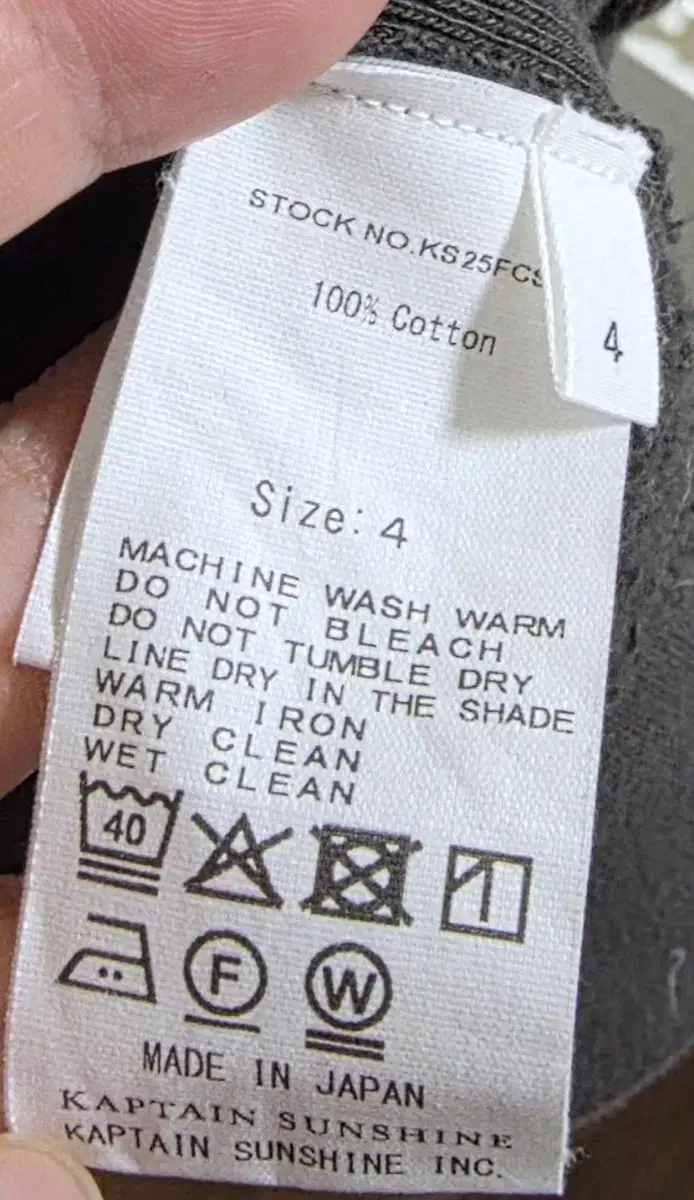 STOCK NO.KS25FCS
100% Cotton
4
Size: 4
MACHINE WASH WARM
DO NOT BLEACH
DO NOT TUMBLE DRY
LINE DRY IN THE SHADE
WARM IRON
DRY CLEAN
WET CLEAN
40
F W
MADE IN JAPAN
KAPTAIN SUNSHINE
KAPTAIN SUNSHINE INC.